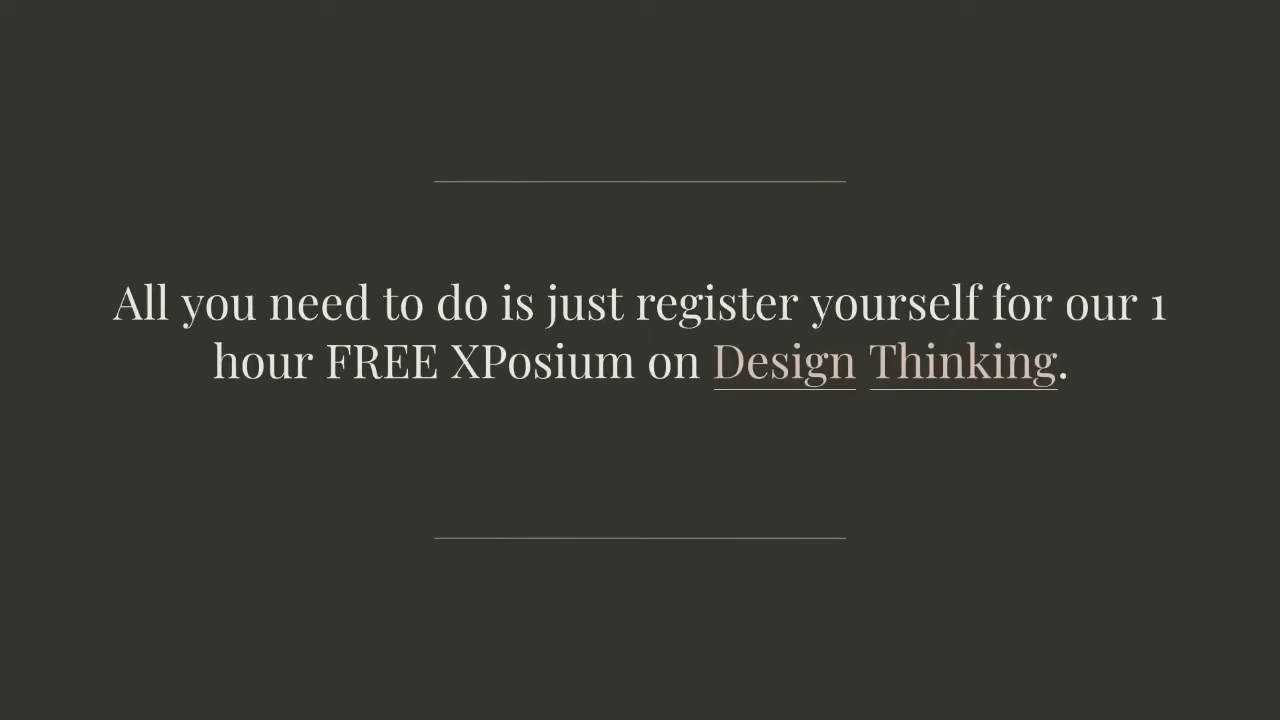 All you need to do is just register yourself for our 1
hour FREE XPosium on Design Thinking.